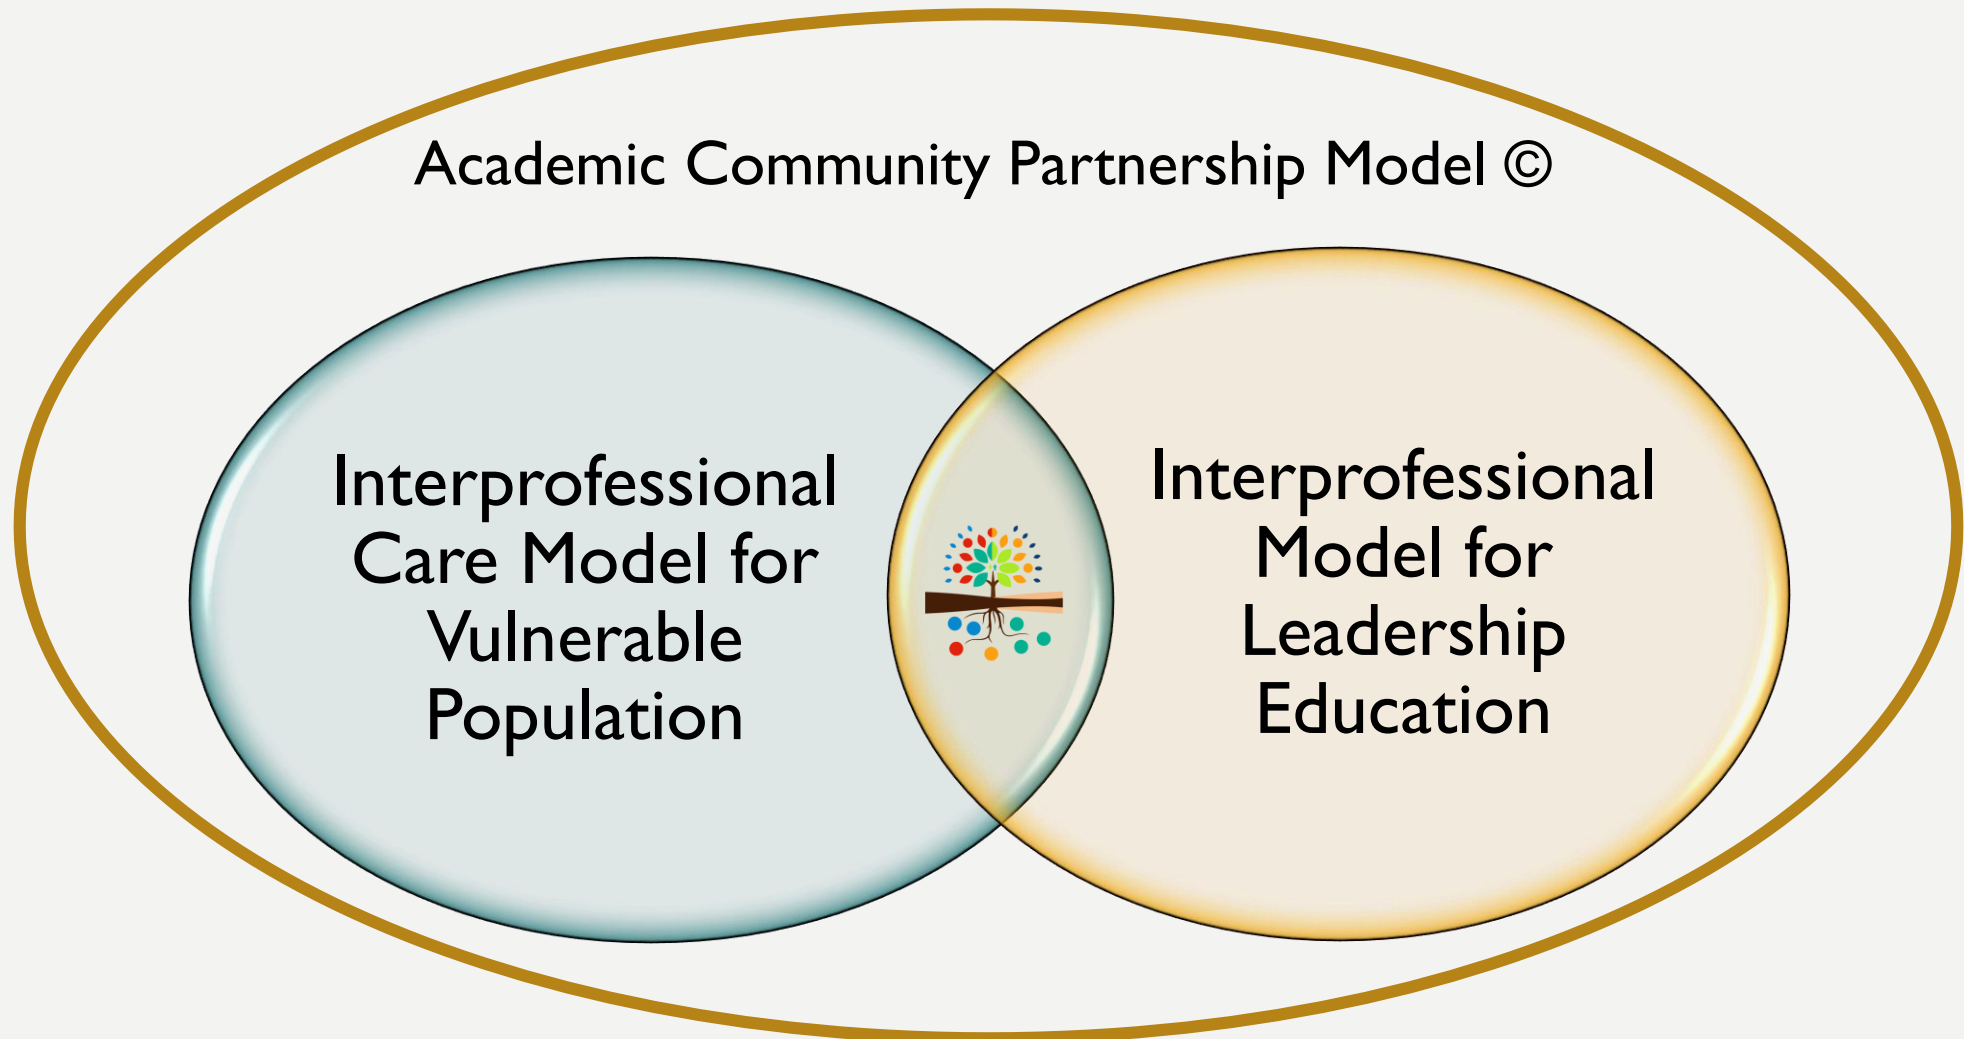 Academic Community Partnership Model ©
Interprofessional
Care Model for
Vulnerable
Population
Interprofessional
Model for
Leadership
Education